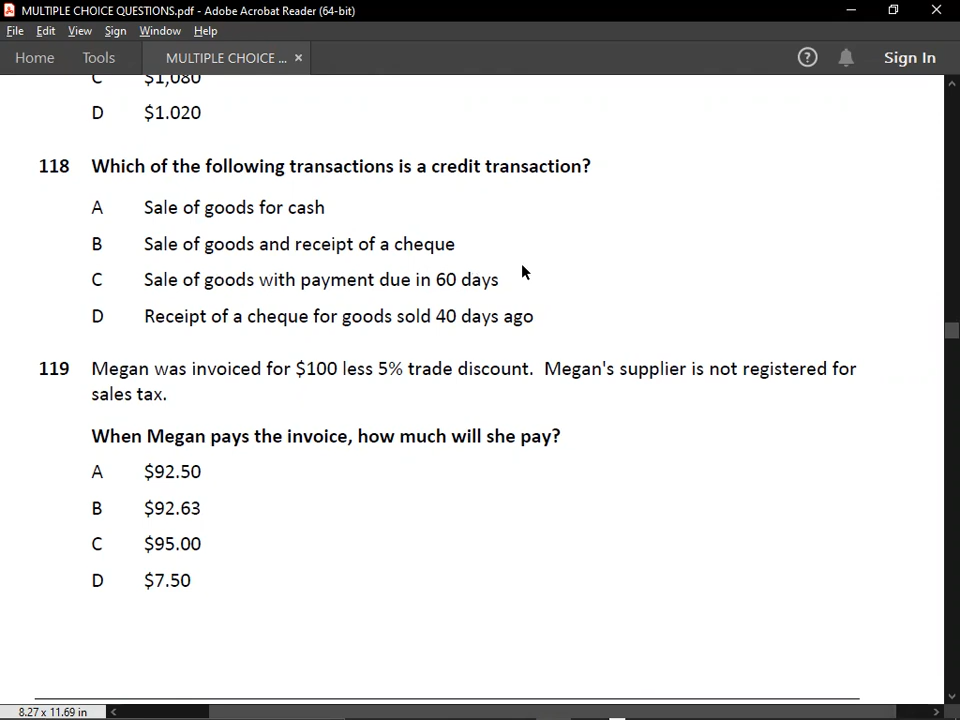 MULTIPLE CHOICE QUESTIONS.pdf - Adobe Acrobat Reader (64-bit)
File Edit View Sign Window Help
Home Tools MULTIPLE CHOICE ... × Sign In
C $1,080
D $1.020
118 Which of the following transactions is a credit transaction?
A Sale of goods for cash
B Sale of goods and receipt of a cheque
C Sale of goods with payment due in 60 days
D Receipt of a cheque for goods sold 40 days ago
119 Megan was invoiced for $100 less 5% trade discount. Megan's supplier is not registered for
sales tax.
When Megan pays the invoice, how much will she pay?
A $92.50
B $92.63
C $95.00
D $7.50
8.27 x 11.69 in